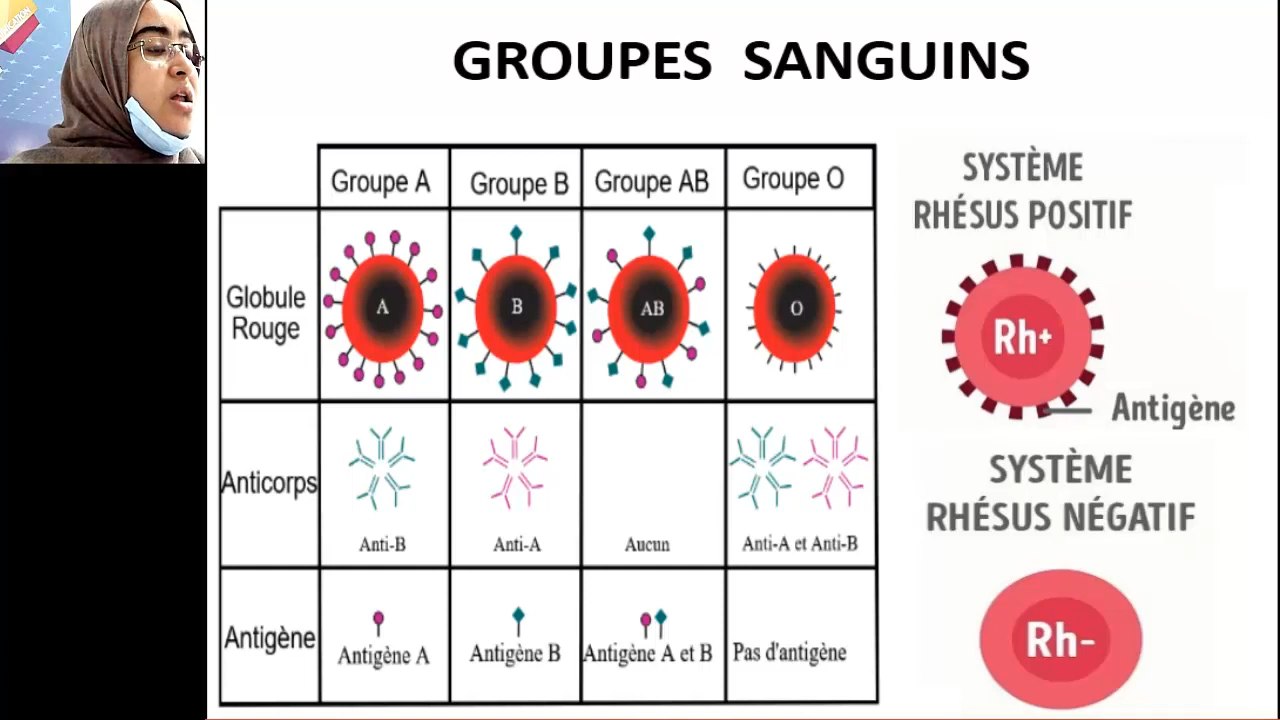 GROUPES SANGUINS
Groupe A
Groupe B
Groupe AB
Groupe O
Globule
Rouge
A
B
AB
O
Anticorps
Anti-B
Anti-A
Aucun
Anti-A et Anti-B
Antigène
Antigène A
Antigène B
Antigène A et B
Pas d'antigène
SYSTÈME
RHÉSUS POSITIF
Rh+
Antigène
SYSTÈME
RHÉSUS NÉGATIF
Rh-